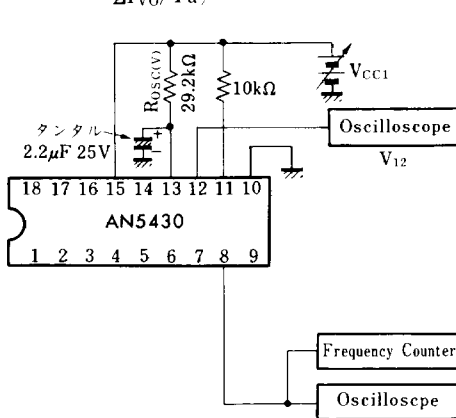 ROSC(V)
29.2kΩ
10kΩ
VCC1
タンタル
2.2μF 25V
+
−
Oscilloscope
V12
18 17 16 15 14 13 12 11 10
AN5430
1 2 3 4 5 6 7 8 9
Frequency Counter
Oscilloscpe